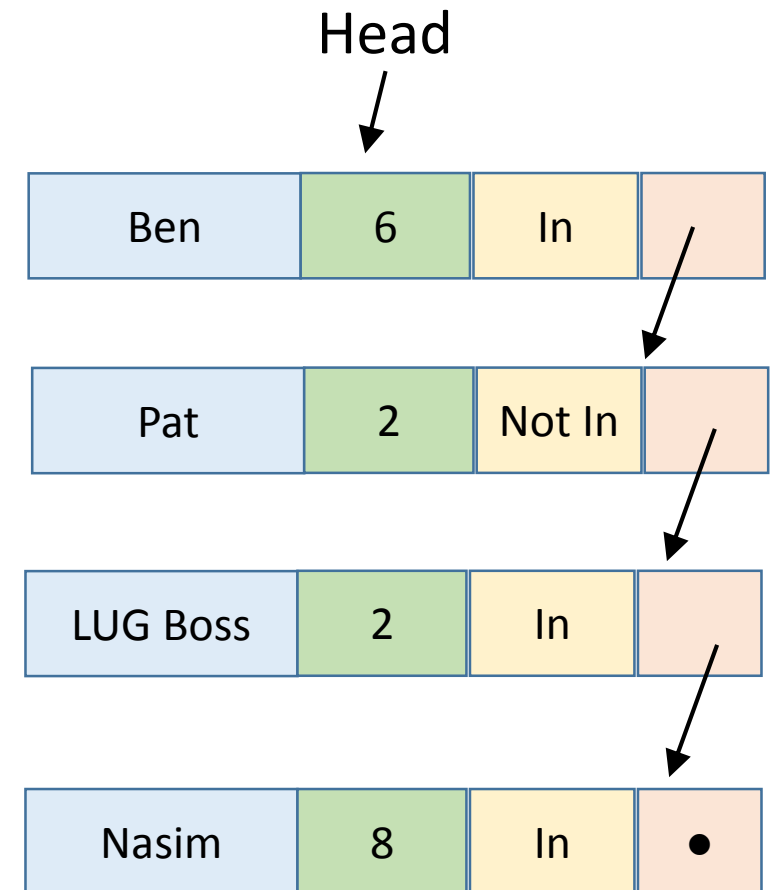 Head
Ben 6 In
Pat 2 Not In
LUG Boss 2 In
Nasim 8 In